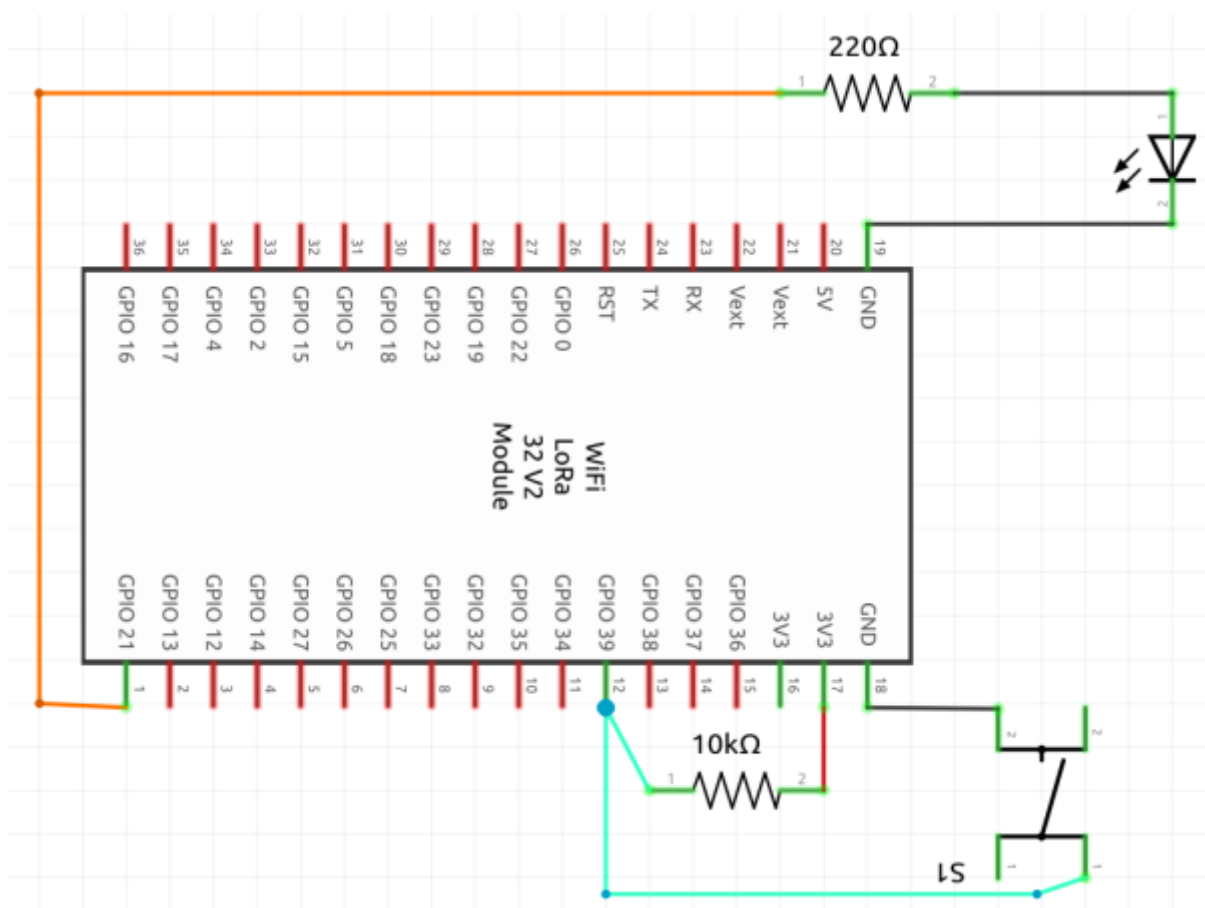 220Ω
1
2
1
2
36
35
34
33
32
31
30
29
28
27
26
25
24
23
22
21
20
19
GPIO 16
GPIO 17
GPIO 4
GPIO 2
GPIO 15
GPIO 5
GPIO 18
GPIO 23
GPIO 19
GPIO 22
GPIO 0
RST
TX
RX
Vext
Vext
5V
GND
WiFi
LoRa
32 V2
Module
GPIO 21
GPIO 13
GPIO 12
GPIO 14
GPIO 27
GPIO 26
GPIO 25
GPIO 33
GPIO 32
GPIO 35
GPIO 34
GPIO 39
GPIO 38
GPIO 37
GPIO 36
3V3
3V3
GND
1
2
3
4
5
6
7
8
9
10
11
12
13
14
15
16
17
18
10kΩ
1
2
2
2
S1
1
1